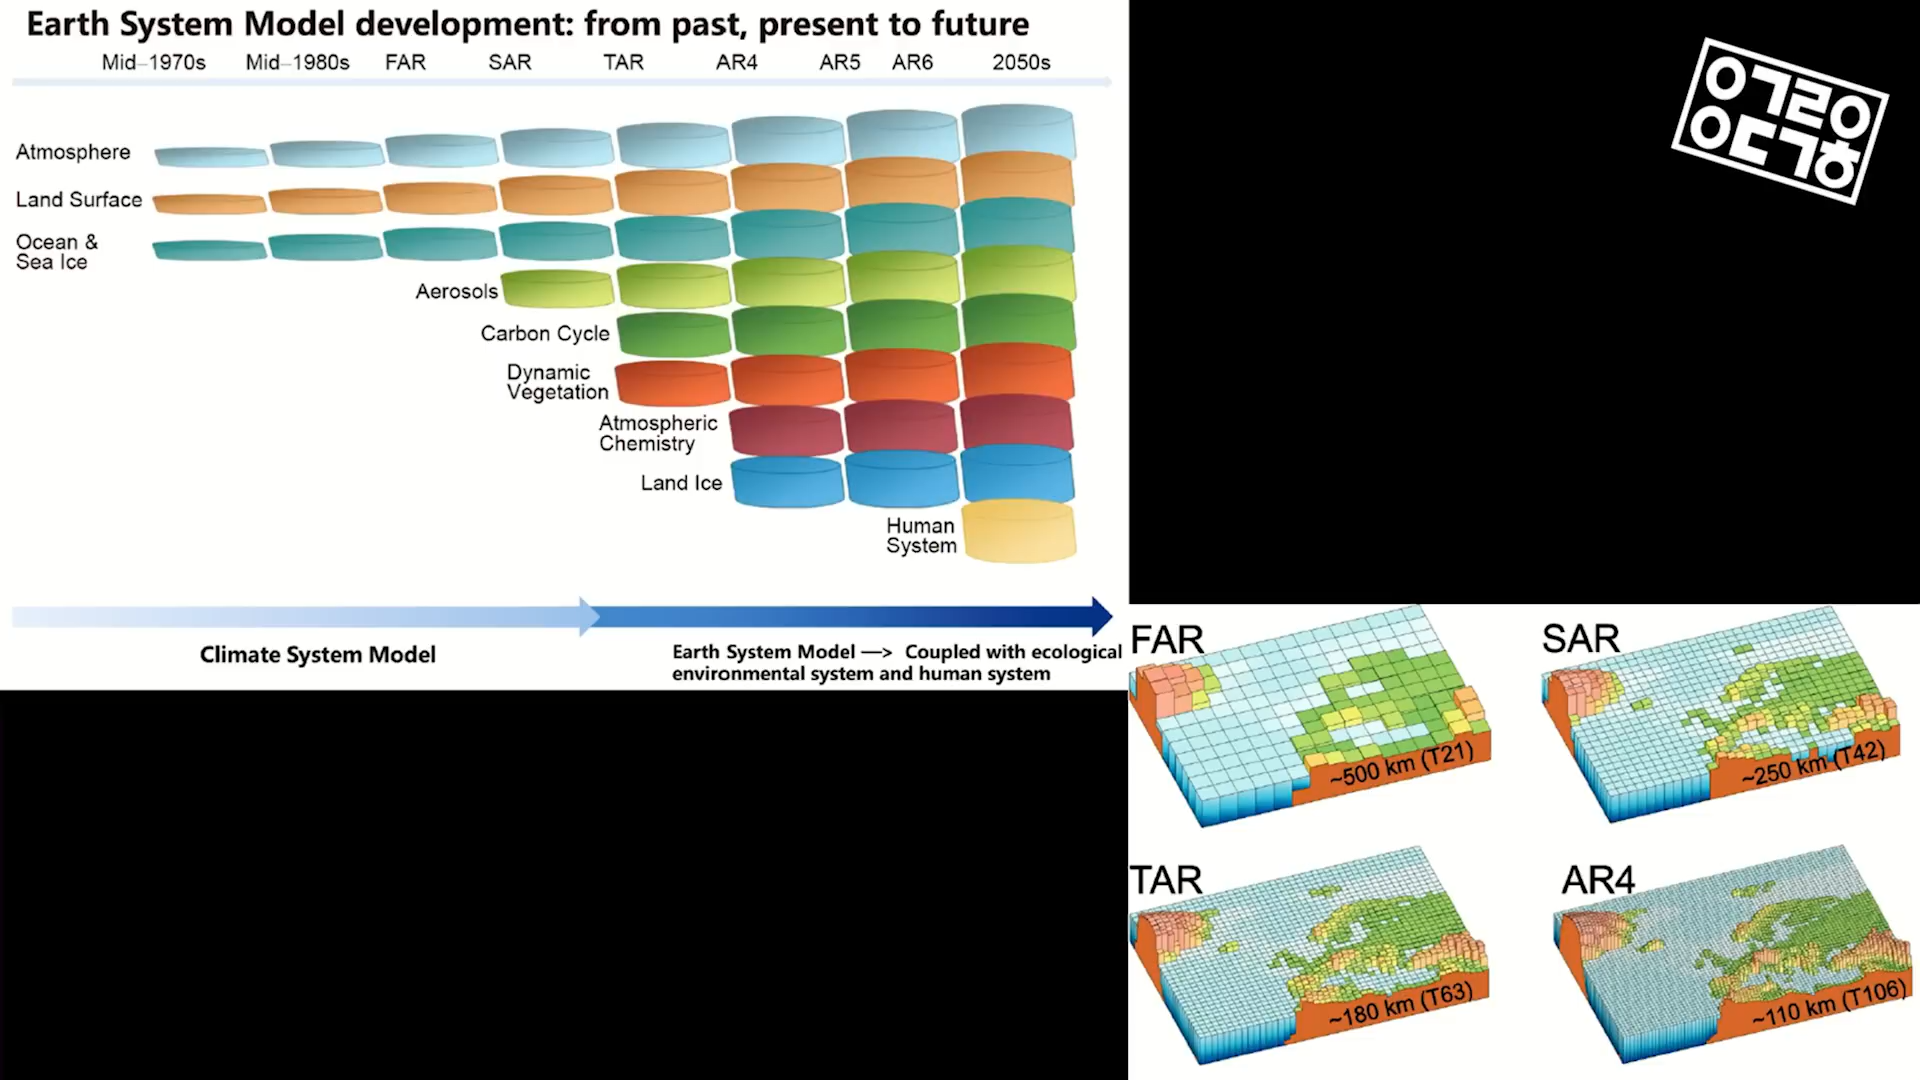 Earth System Model development: from past, present to future
Mid–1970s Mid–1980s FAR SAR TAR AR4 AR5 AR6 2050s
Atmosphere
Land Surface
Ocean &
Sea Ice
Aerosols
Carbon Cycle
Dynamic
Vegetation
Atmospheric
Chemistry
Land Ice
Human
System
Climate System Model
Earth System Model —> Coupled with ecological
environmental system and human system
FAR
~500 km (T21)
SAR
~250 km (T42)
TAR
~180 km (T63)
AR4
~110 km (T106)